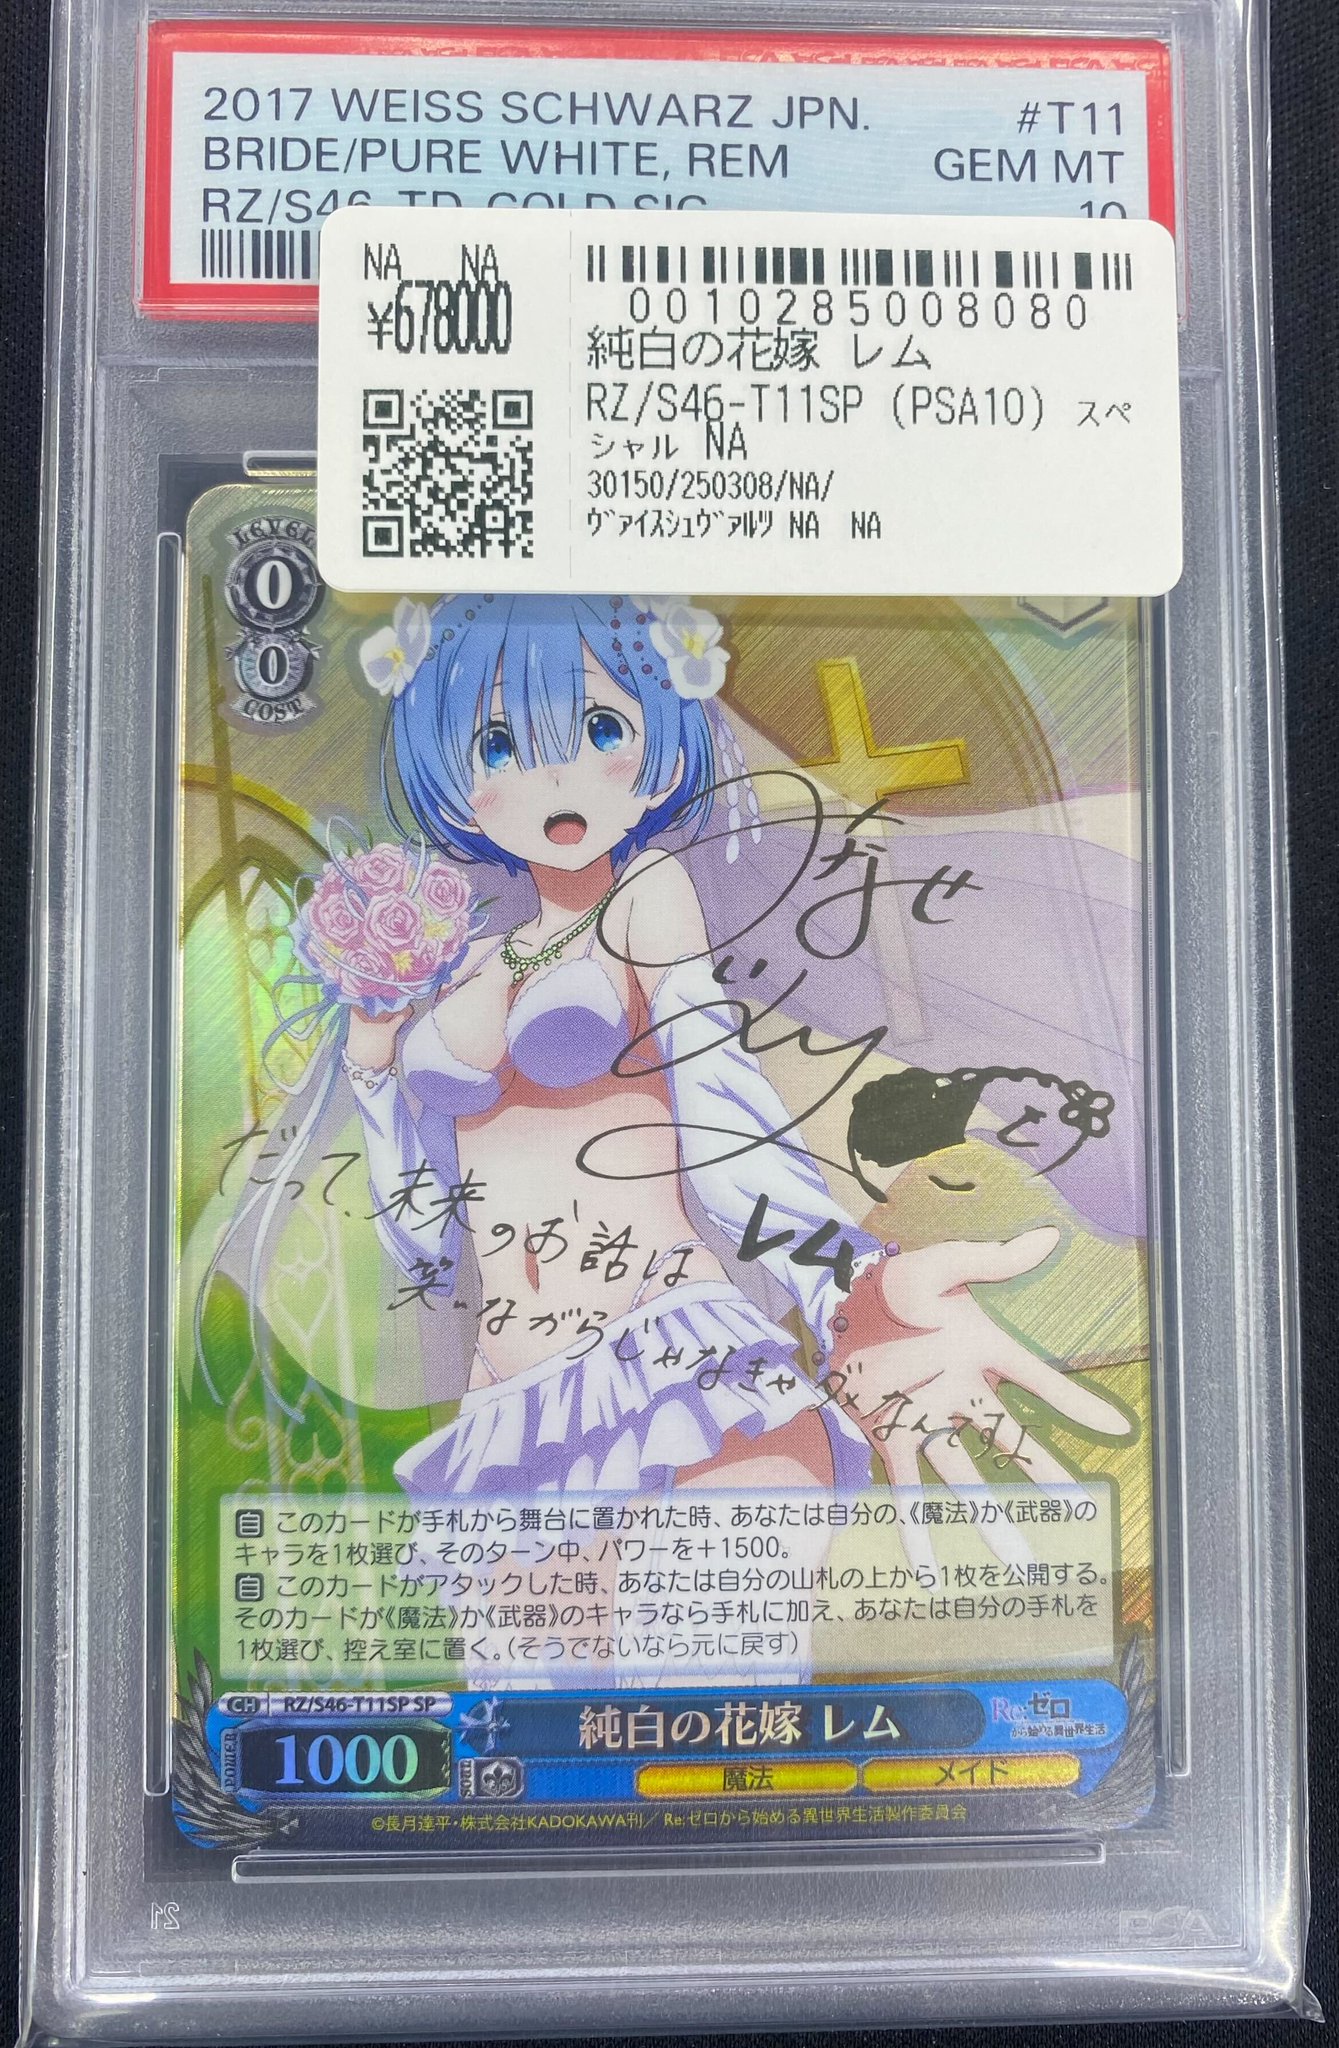 2017 WEISS SCHWARZ JPN. #T11
BRIDE/PURE WHITE, REM GEM MT
RZ/S46-TD-GOLD SIG. 10
NA NA
¥678000
0010285008080
純白の花嫁 レム
RZ/S46-T11SP (PSA10) スペ
シャル NA
30150/250308/NA/
ヴァイスシュヴァルツ NA NA
LEVEL
0
0
COST
レム
だって、未来のお話は
笑いながらじゃなきゃダメなんですよ
自 このカードが手札から舞台に置かれた時、あなたは自分の、《魔法》か《武器》の
キャラを1枚選び、そのターン中、パワーを+1500。
自 このカードがアタックした時、あなたは自分の山札の上から1枚を公開する。
そのカードが《魔法》か《武器》のキャラなら手札に加え、あなたは自分の手札を
1枚選び、控え室に置く。(そうでないなら元に戻す)
CH RZ/S46-T11SP SP
純白の花嫁 レム
Re:ゼロ
から始める異世界生活
POWER 1000
SOUL
魔法 メイド
©長月達平・株式会社KADOKAWA刊/Re:ゼロから始める異世界生活製作委員会
21
PSA